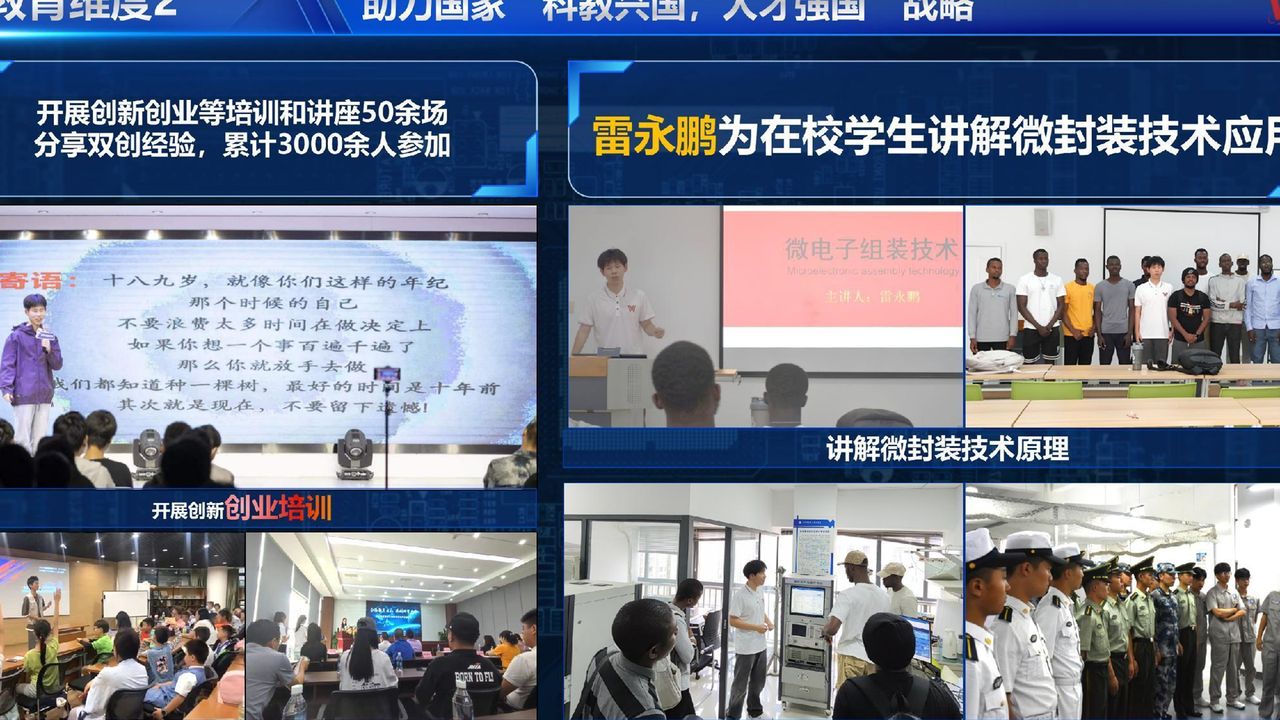 教育维度2
助力国家 科教兴国，人才强国 战略
开展创新创业等培训和讲座50余场
分享双创经验，累计3000余人参加
雷永鹏为在校学生讲解微封装技术应用
寄语：
十八九岁，就像你们这样的年纪
那个时候的自己
不要浪费太多时间在做决定上
如果你想一个事百遍千遍了
那么你就放手去做
我们都知道种一棵树，最好的时间是十年前
其次就是现在，不要留下遗憾!
微电子组装技术
Microelectronic assembly technology
主讲人：雷永鹏
讲解微封装技术原理
开展创新创业培训
BORN
TO FLY